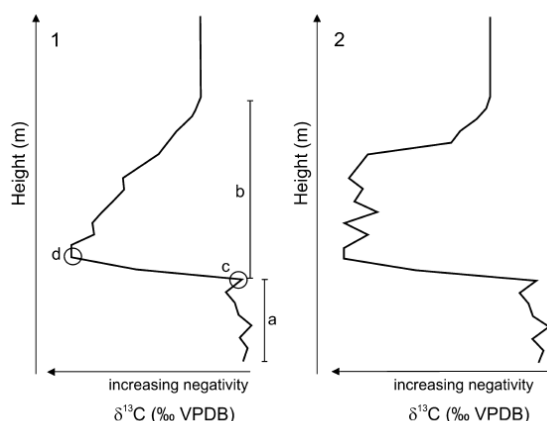 1
Height (m)
b
d
c
a
increasing negativity
δ¹³C (‰ VPDB)
2
Height (m)
increasing negativity
δ¹³C (‰ VPDB)